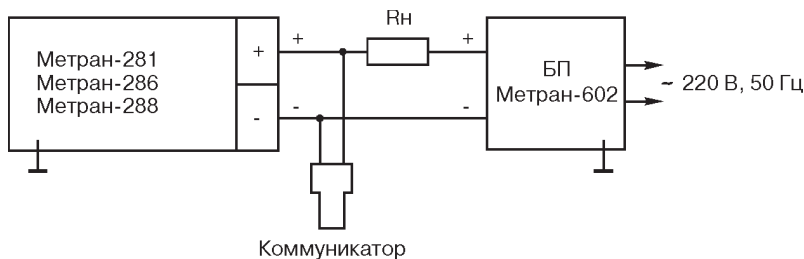 Rн
Метран-281
Метран-286
Метран-288
+
-
+
-
+
-
БП
Метран-602
~ 220 В, 50 Гц
Коммуникатор